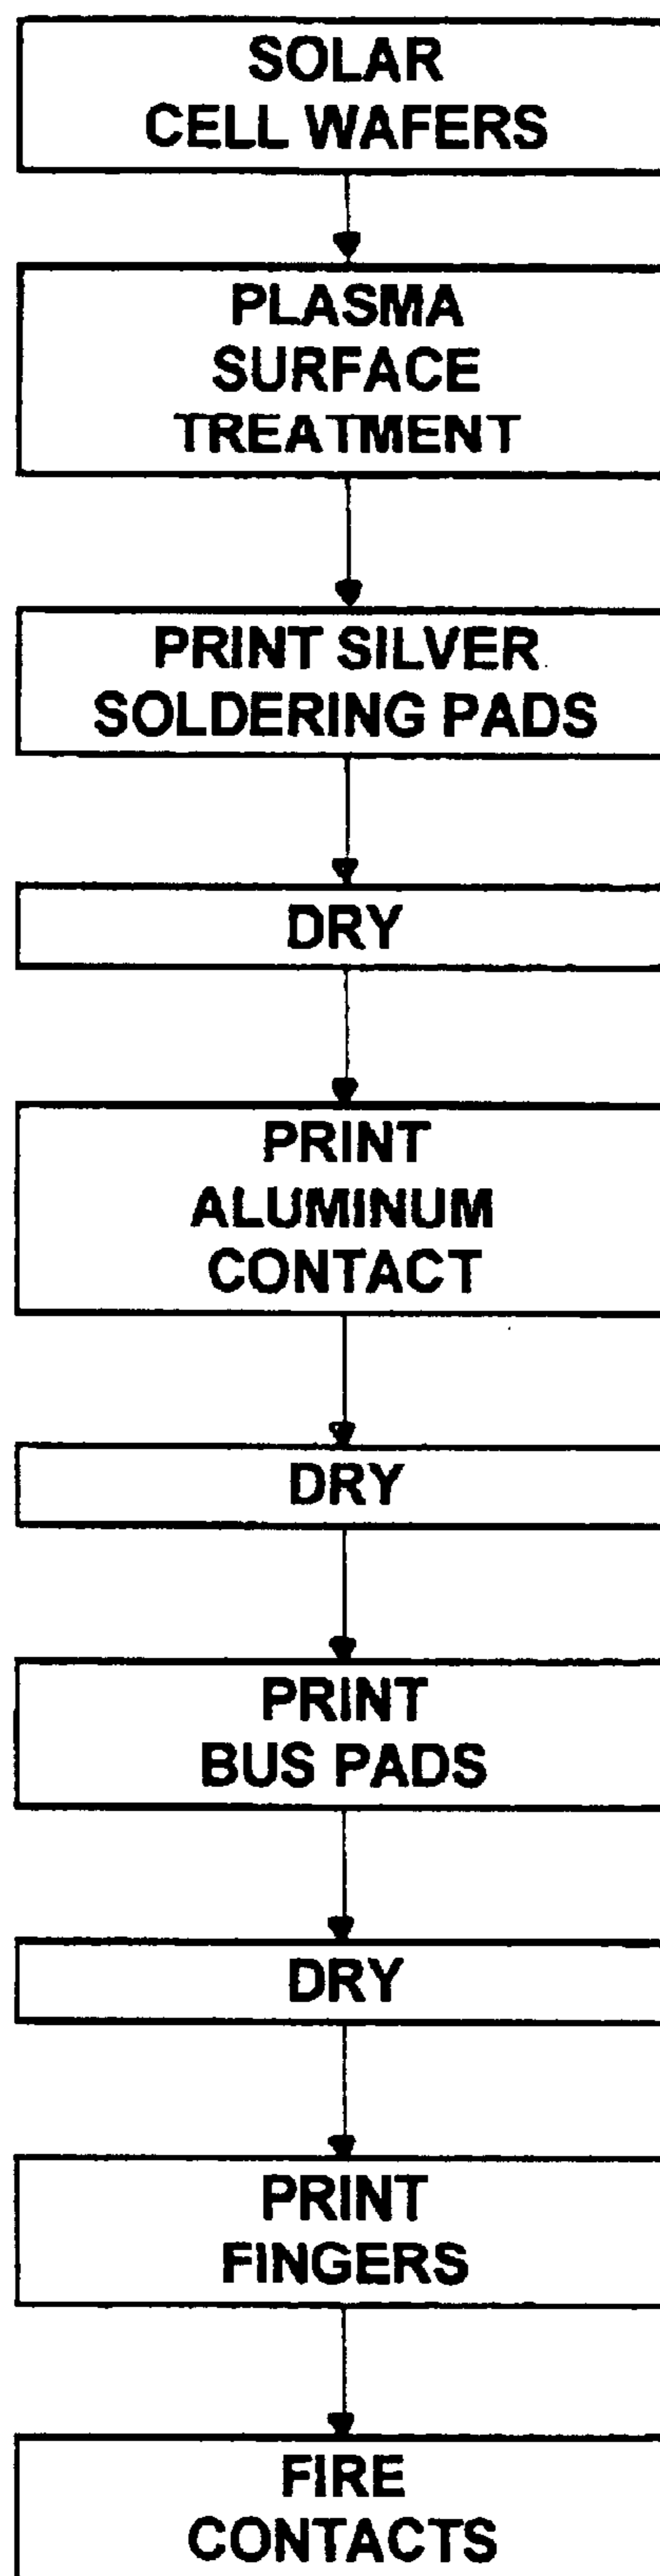 SOLAR
CELL WAFERS
PLASMA
SURFACE
TREATMENT
PRINT SILVER
SOLDERING PADS
DRY
PRINT
ALUMINUM
CONTACT
DRY
PRINT
BUS PADS
DRY
PRINT
FINGERS
FIRE
CONTACTS